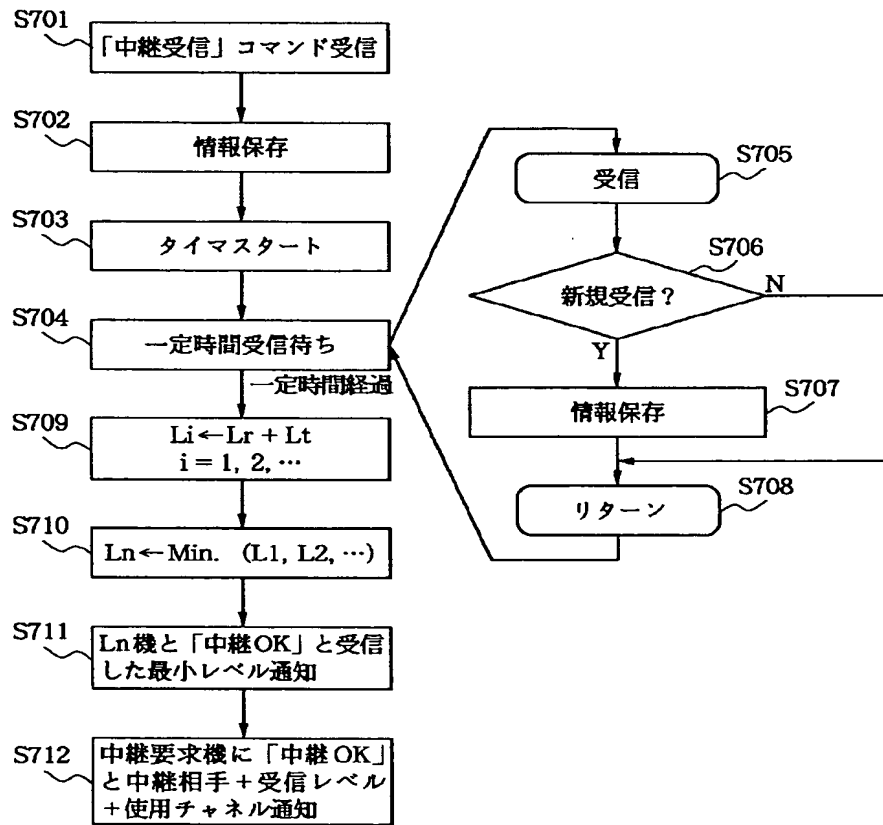 S701
「中継受信」コマンド受信
S702
情報保存
S703
タイマスタート
S704
一定時間受信待ち
一定時間経過
S705
受信
S706
新規受信？
N
Y
S707
情報保存
S708
リターン
S709
Li←Lr + Lt
i = 1, 2, …
S710
Ln←Min. (L1, L2, …)
S711
Ln機と「中継OK」と受信
した最小レベル通知
S712
中継要求機に「中継OK」
と中継相手＋受信レベル
＋使用チャネル通知